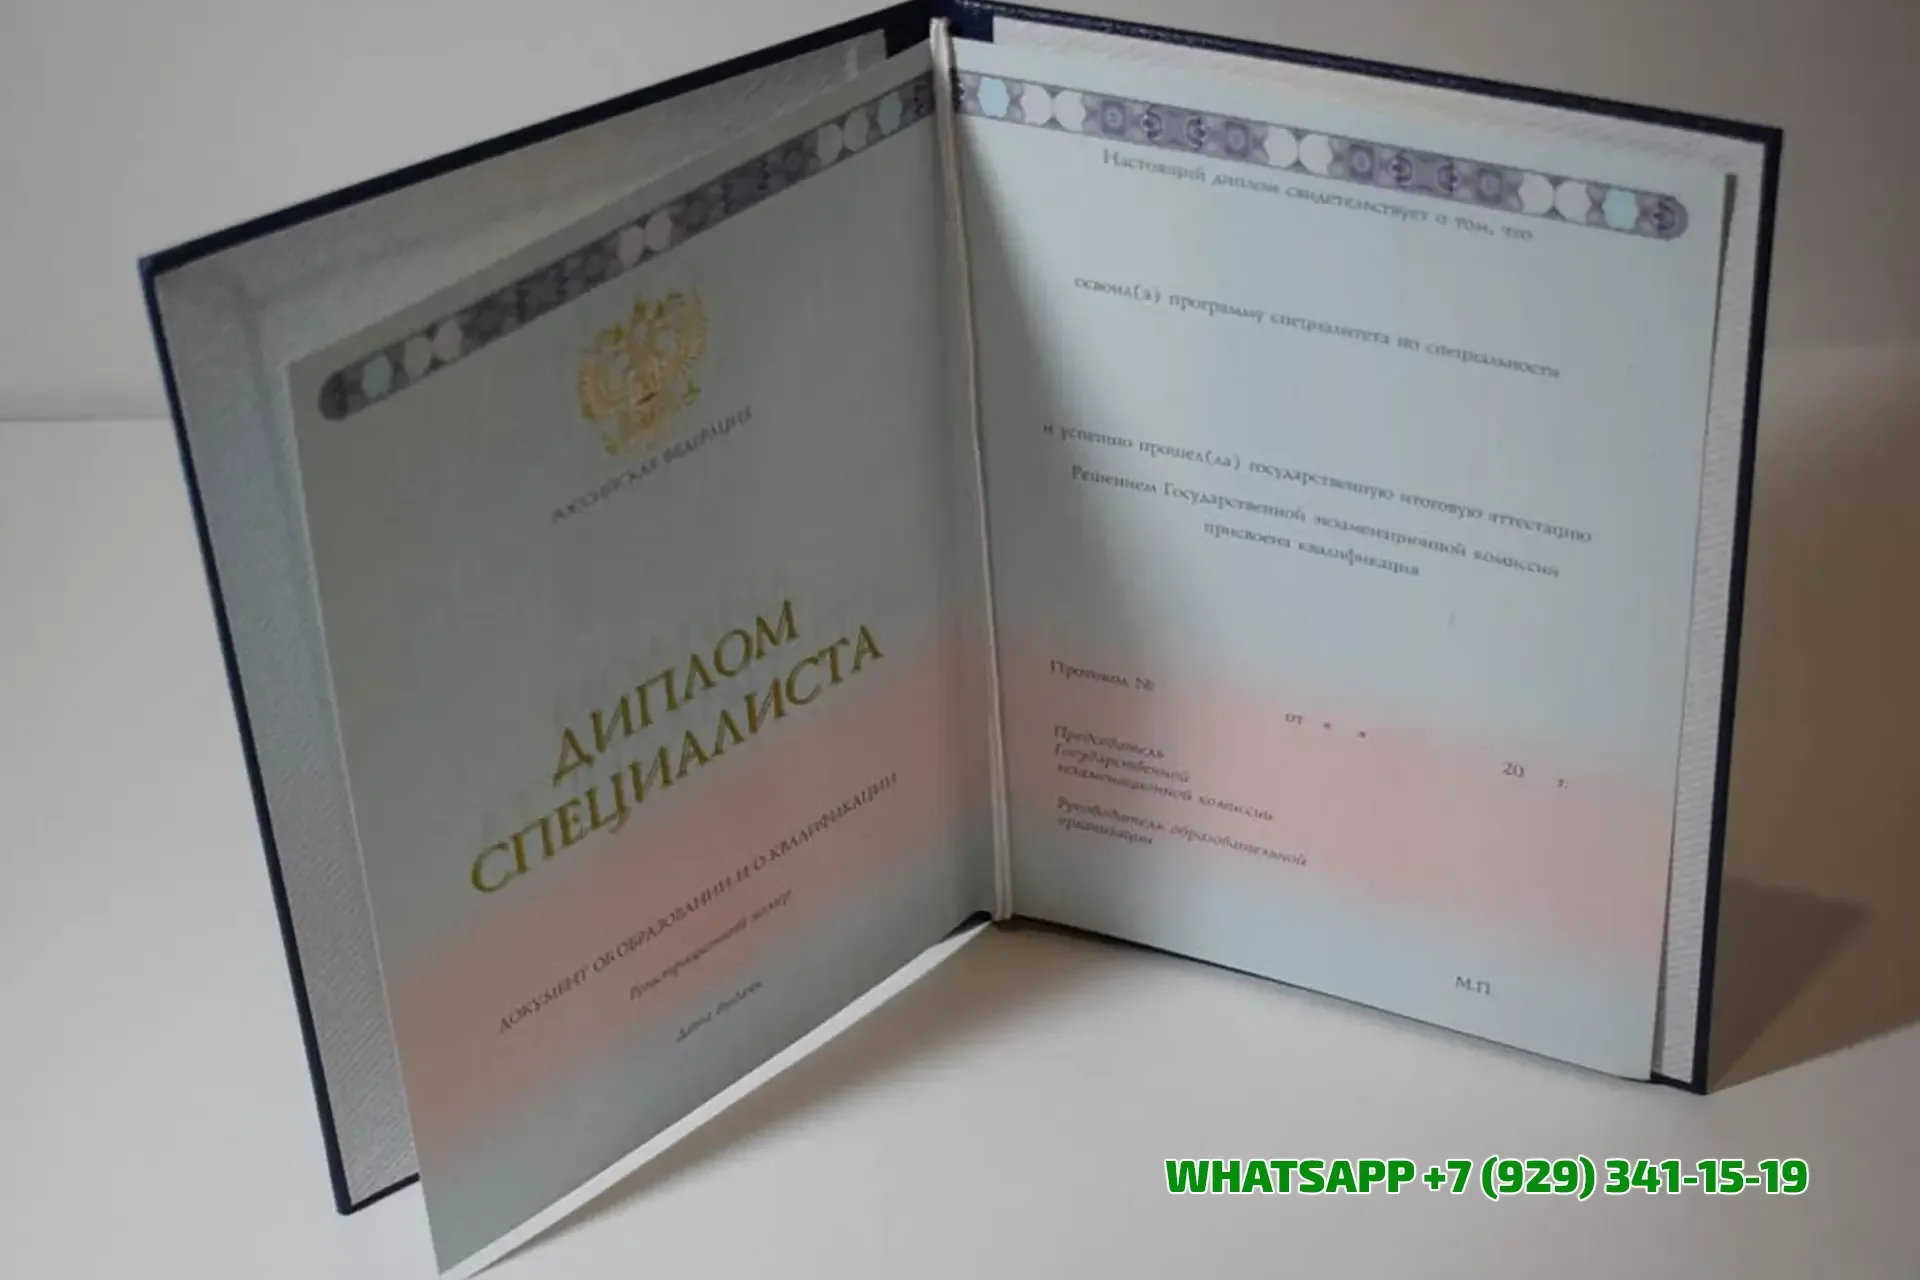 РОССИЙСКАЯ ФЕДЕРАЦИЯ
ДИПЛОМ
СПЕЦИАЛИСТА
ДОКУМЕНТ ОБ ОБРАЗОВАНИИ И О КВАЛИФИКАЦИИ
Регистрационный номер
Дата выдачи
Настоящий диплом свидетельствует о том, что
освоил(а) программу специалитета по специальности
и успешно прошел(ла) государственную итоговую аттестацию
Решением Государственной экзаменационной комиссии
присвоена квалификация
Протокол №
от « »
20 г.
Председатель
Государственной
экзаменационной комиссии
Руководитель образовательной
организации
М.П.
WHATSAPP +7 (929) 341-15-19